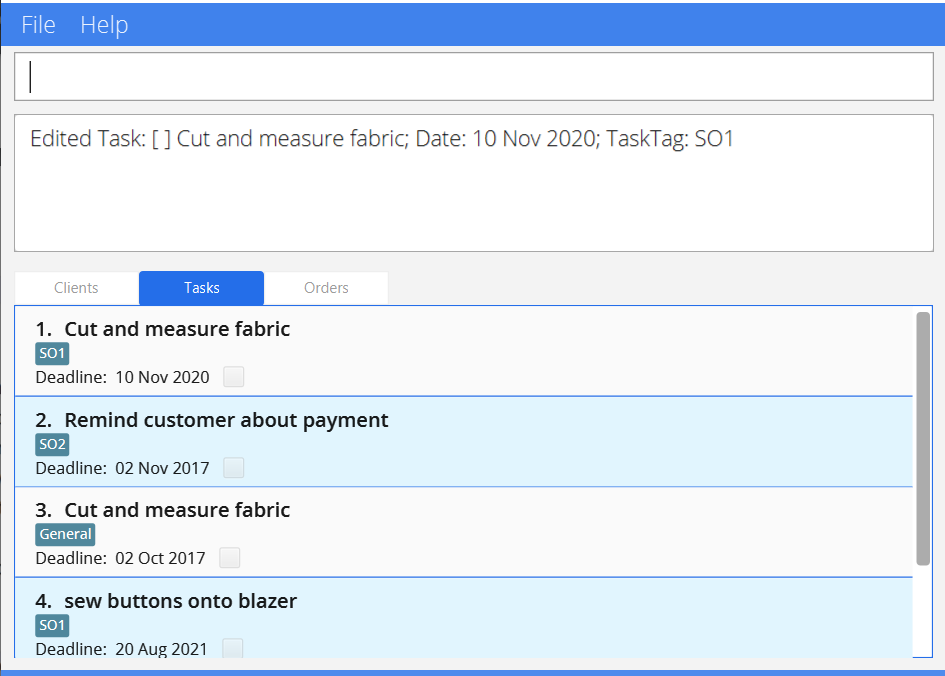 File Help
Edited Task: [ ] Cut and measure fabric; Date: 10 Nov 2020; TaskTag: SO1
Clients Tasks Orders
1. Cut and measure fabric
SO1
Deadline: 10 Nov 2020
2. Remind customer about payment
SO2
Deadline: 02 Nov 2017
3. Cut and measure fabric
General
Deadline: 02 Oct 2017
4. sew buttons onto blazer
SO1
Deadline: 20 Aug 2021